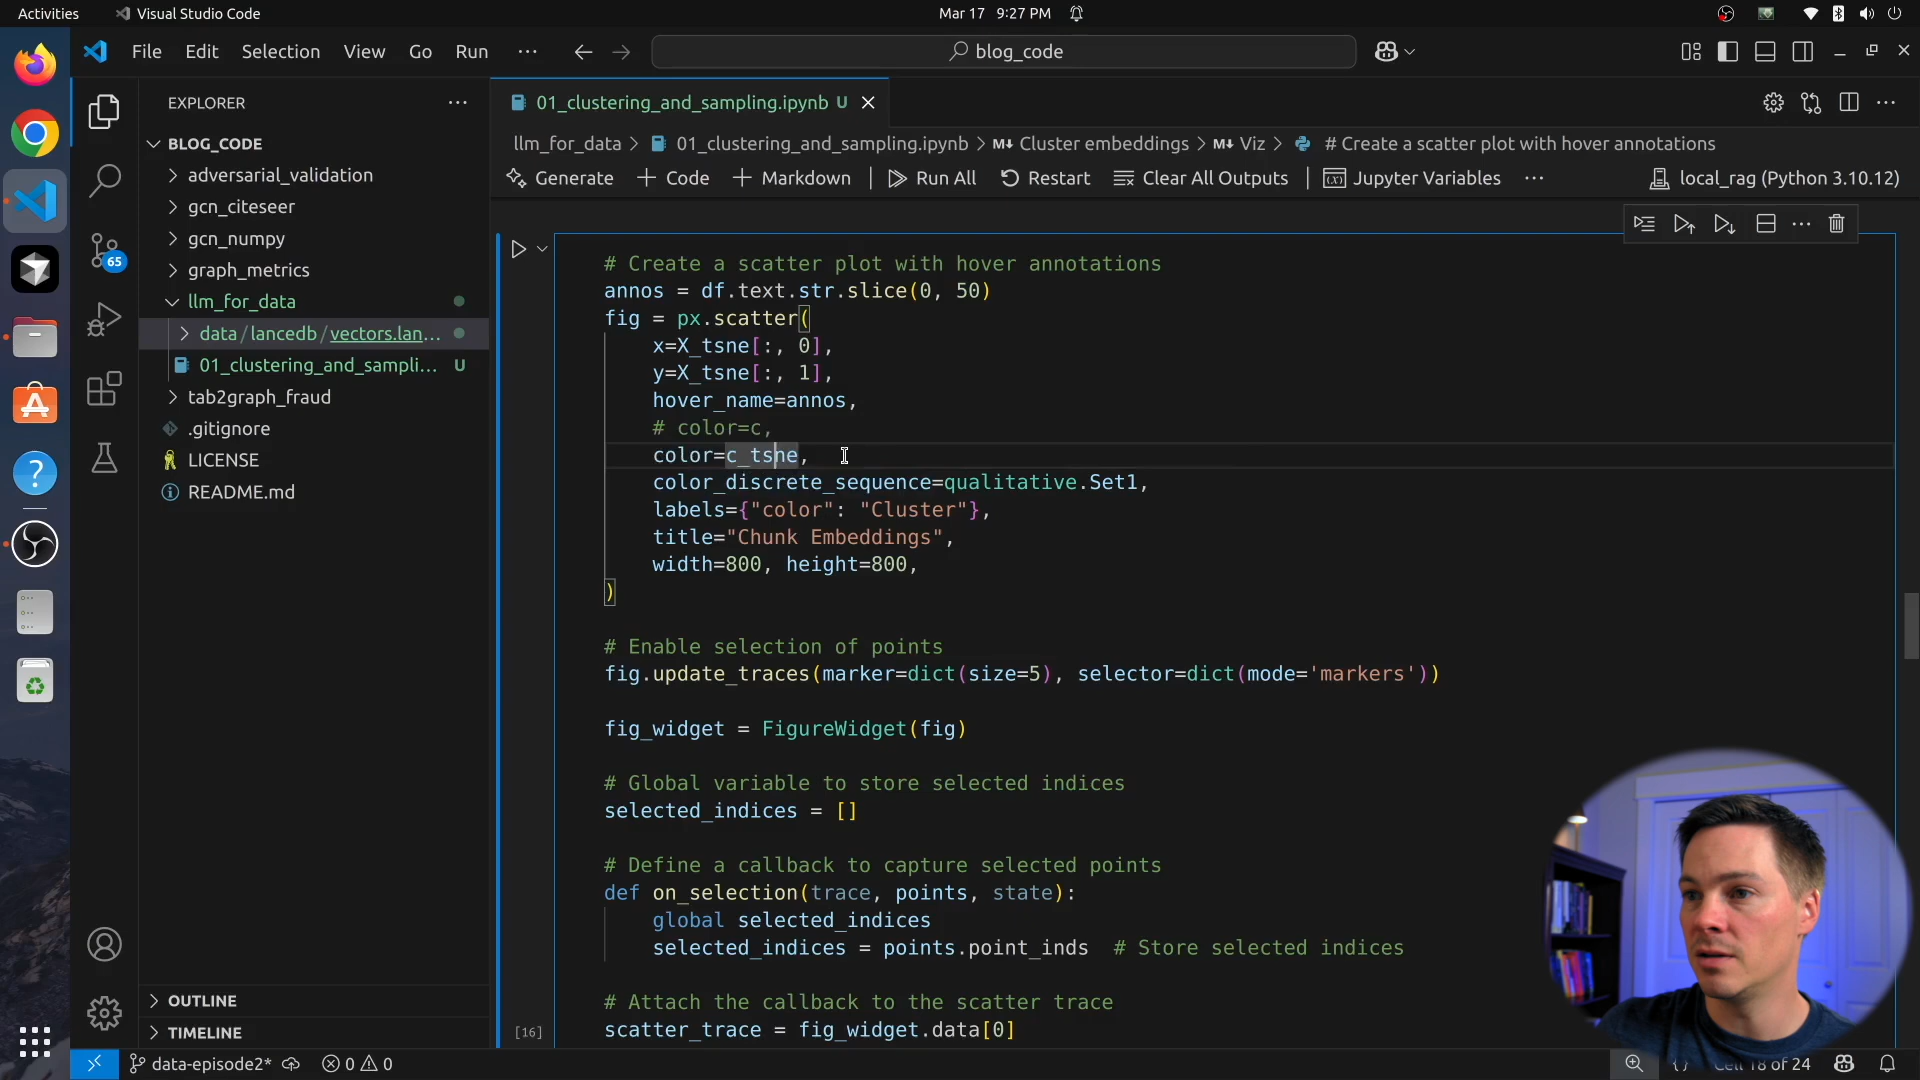 Activities
Visual Studio Code
Mar 17 9:27 PM
File Edit Selection View Go Run ···
blog_code
EXPLORER
01_clustering_and_sampling.ipynb U
BLOG_CODE
llm_for_data > 01_clustering_and_sampling.ipynb > M↓ Cluster embeddings > M↓ Viz > # Create a scatter plot with hover annotations
Generate + Code + Markdown Run All Restart Clear All Outputs Jupyter Variables ··· local_rag (Python 3.10.12)
adversarial_validation
gcn_citeseer
gcn_numpy
graph_metrics
llm_for_data
data/lancedb/vectors.lan...
01_clustering_and_sampli... U
tab2graph_fraud
.gitignore
LICENSE
README.md
65
OUTLINE
TIMELINE
# Create a scatter plot with hover annotations
annos = df.text.str.slice(0, 50)
fig = px.scatter(
x=X_tsne[:, 0],
y=X_tsne[:, 1],
hover_name=annos,
# color=c,
color=c_tsne,
color_discrete_sequence=qualitative.Set1,
labels={"color": "Cluster"},
title="Chunk Embeddings",
width=800, height=800,
)
# Enable selection of points
fig.update_traces(marker=dict(size=5), selector=dict(mode='markers'))
fig_widget = FigureWidget(fig)
# Global variable to store selected indices
selected_indices = []
# Define a callback to capture selected points
def on_selection(trace, points, state):
global selected_indices
selected_indices = points.point_inds # Store selected indices
# Attach the callback to the scatter trace
[16]
scatter_trace = fig_widget.data[0]
data-episode2* 0 0
Cell 18 of 24